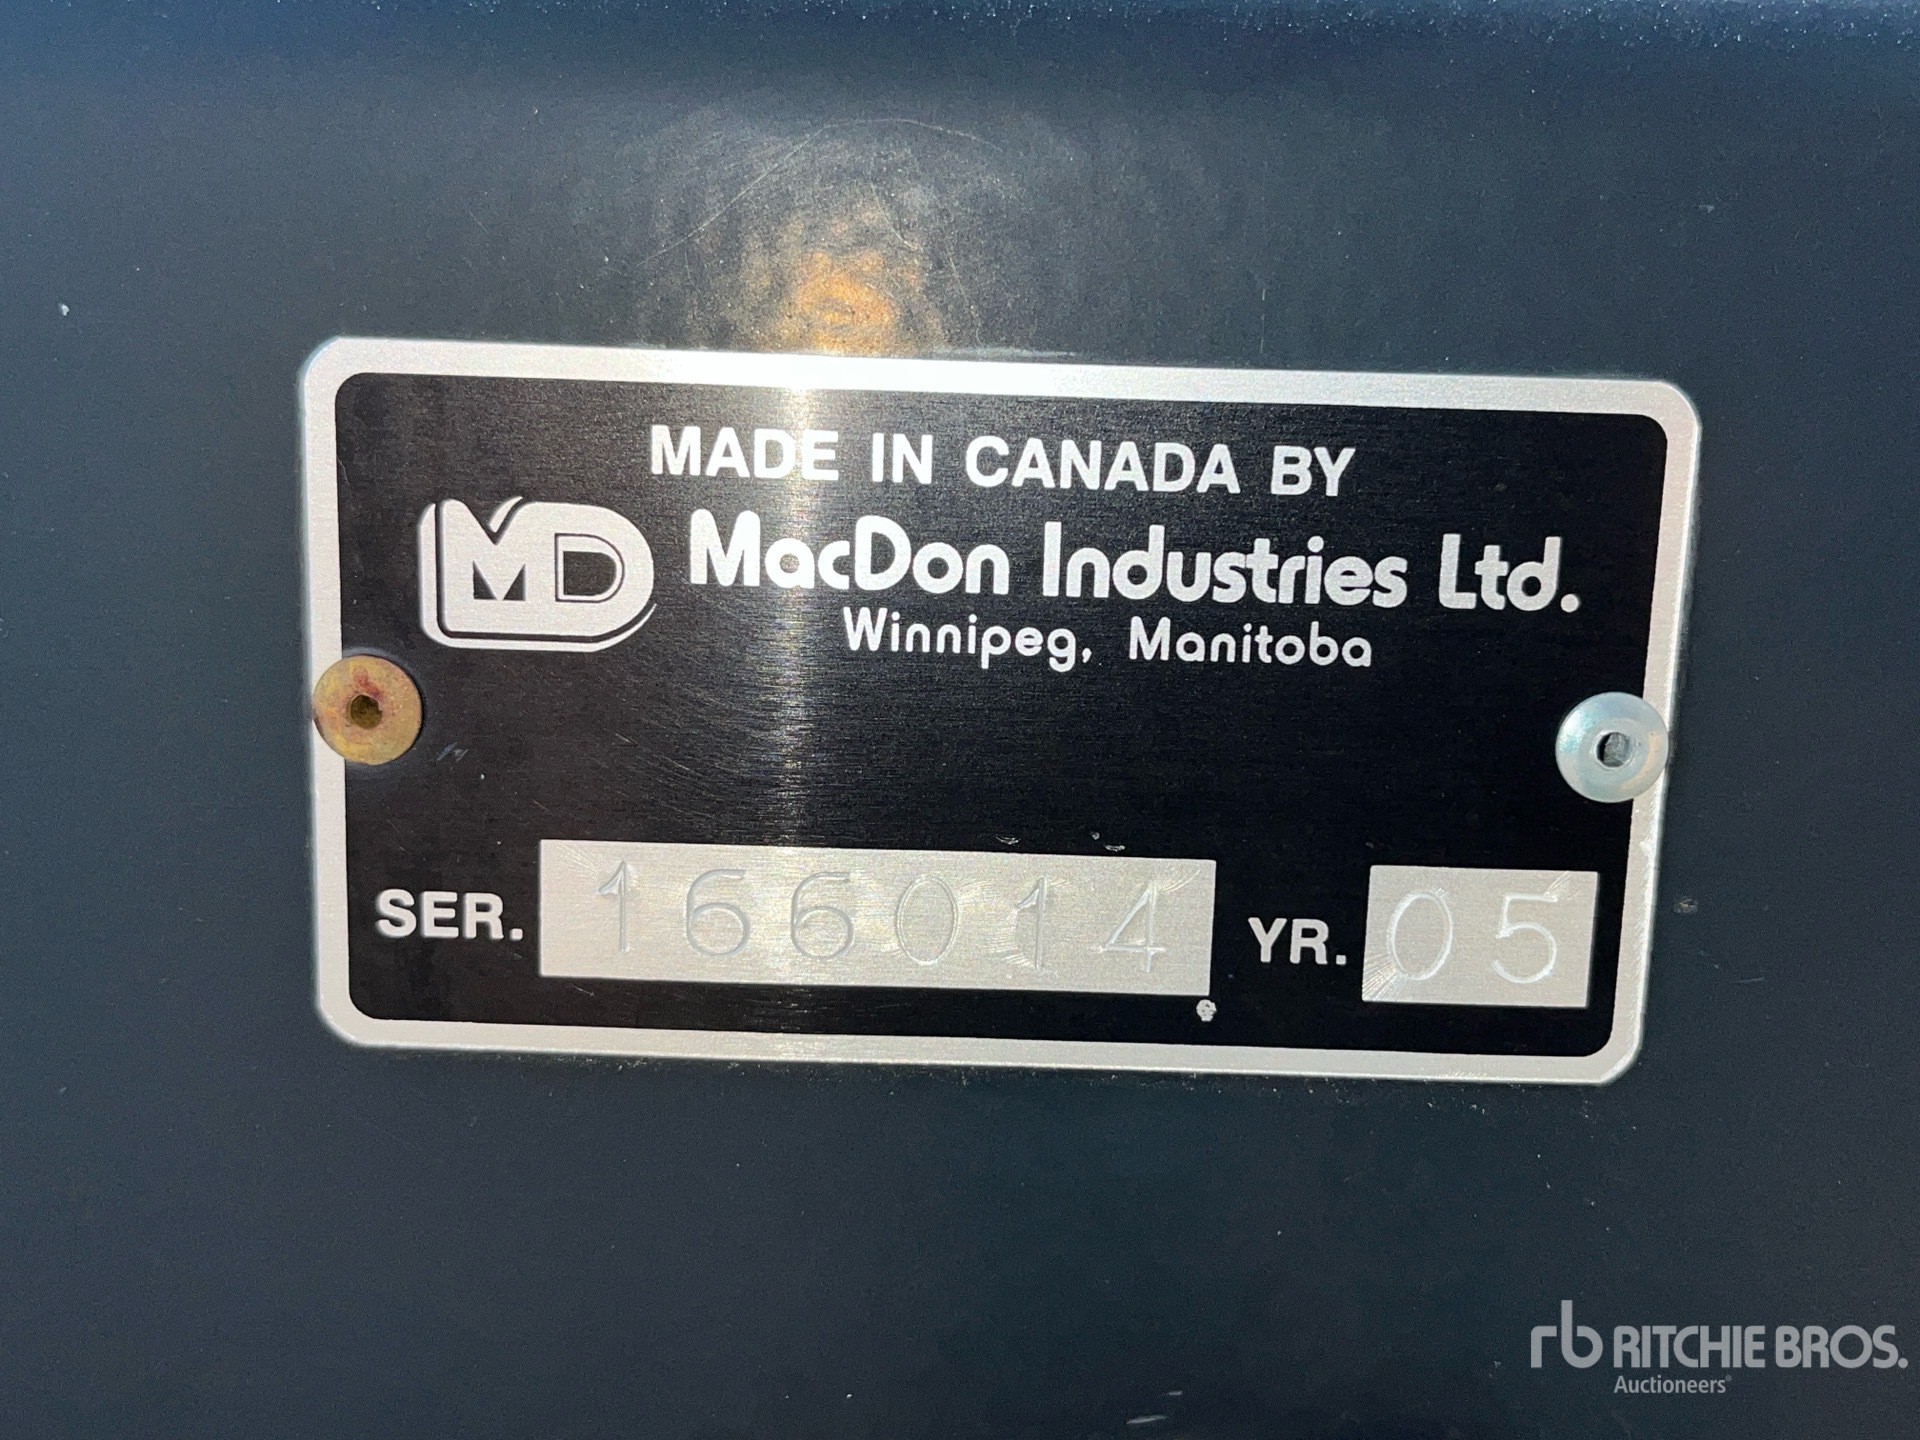 MADE IN CANADA BY
MD MacDon Industries Ltd.
Winnipeg, Manitoba
SER. 166014 YR. 05
rb RITCHIE BROS.
Auctioneers®